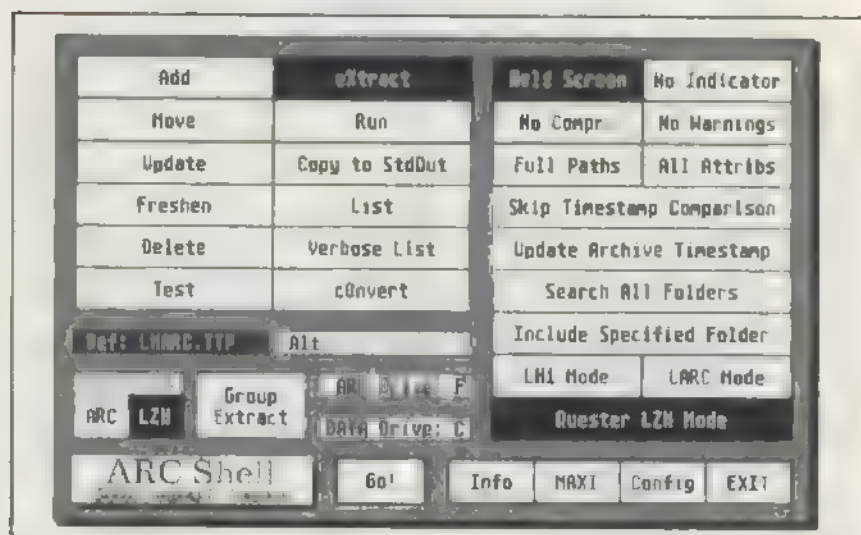 Add eXtract Hold Screen No Indicator
Move Run No Compr No Warnings
Update Copy to StdOut Full Paths All Attribs
Freshen List Skip Timestamp Comparison
Delete Verbose List Update Archive Timestamp
Test cOnvert Search All Folders
Def: LHARC.TTP Alt Include Specified Folder
LH1 Mode LARC Mode
ARC LZH Group Extract
DATA Drive: C
Quester LZH Mode
ARC Shell
Go! Info MAXI Config EXIT